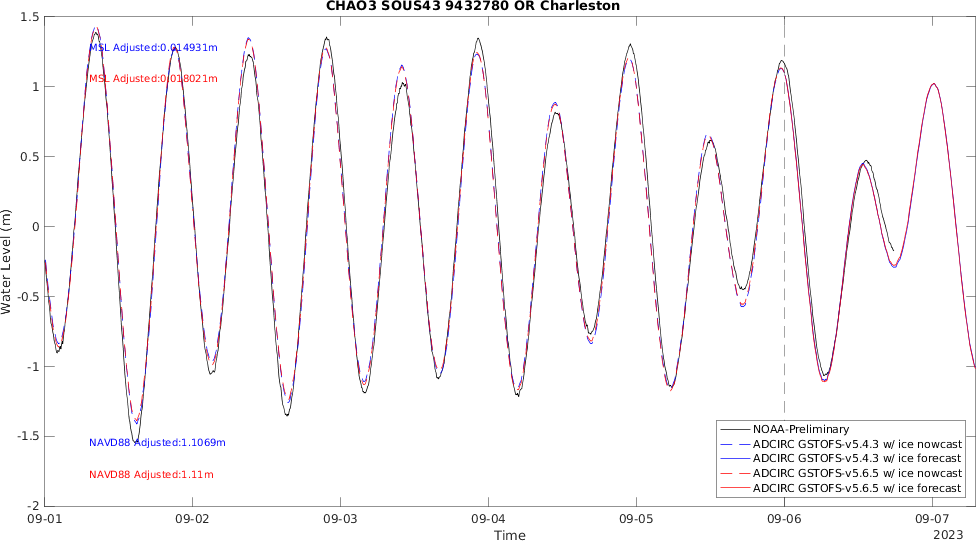 CHAO3 SOUS43 9432780 OR Charleston
1.5
MSL Adjusted:0.014931m
MSL Adjusted:0.018021m
1
0.5
0
-0.5
-1
-1.5
-2
Water Level (m)
NAVD88 Adjusted:1.1069m
NAVD88 Adjusted:1.11m
NOAA-Preliminary
ADCIRC GSTOFS-v5.4.3 w/ ice nowcast
ADCIRC GSTOFS-v5.4.3 w/ ice forecast
ADCIRC GSTOFS-v5.6.5 w/ ice nowcast
ADCIRC GSTOFS-v5.6.5 w/ ice forecast
09-01 09-02 09-03 09-04 09-05 09-06 09-07
Time
2023